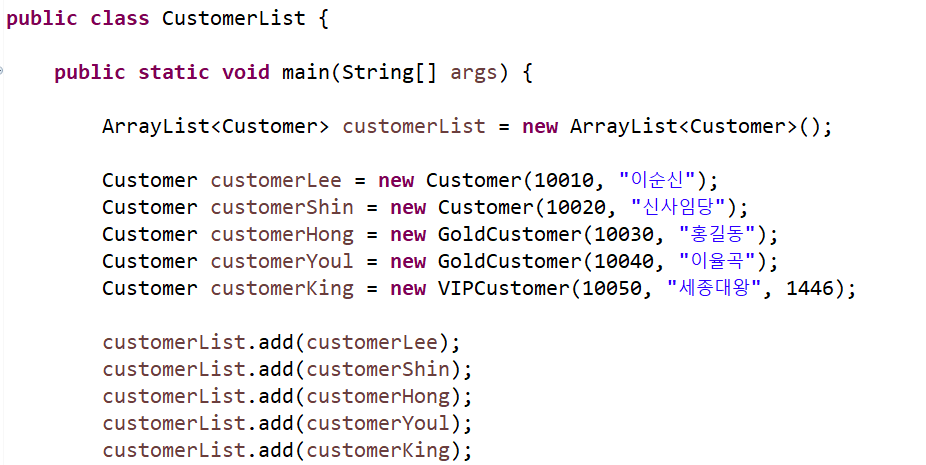 public class CustomerList {
public static void main(String[] args) {
ArrayList<Customer> customerList = new ArrayList<Customer>();
Customer customerLee = new Customer(10010, "이순신");
Customer customerShin = new Customer(10020, "신사임당");
Customer customerHong = new GoldCustomer(10030, "홍길동");
Customer customerYoul = new GoldCustomer(10040, "이율곡");
Customer customerKing = new VIPCustomer(10050, "세종대왕", 1446);
customerList.add(customerLee);
customerList.add(customerShin);
customerList.add(customerHong);
customerList.add(customerYoul);
customerList.add(customerKing);